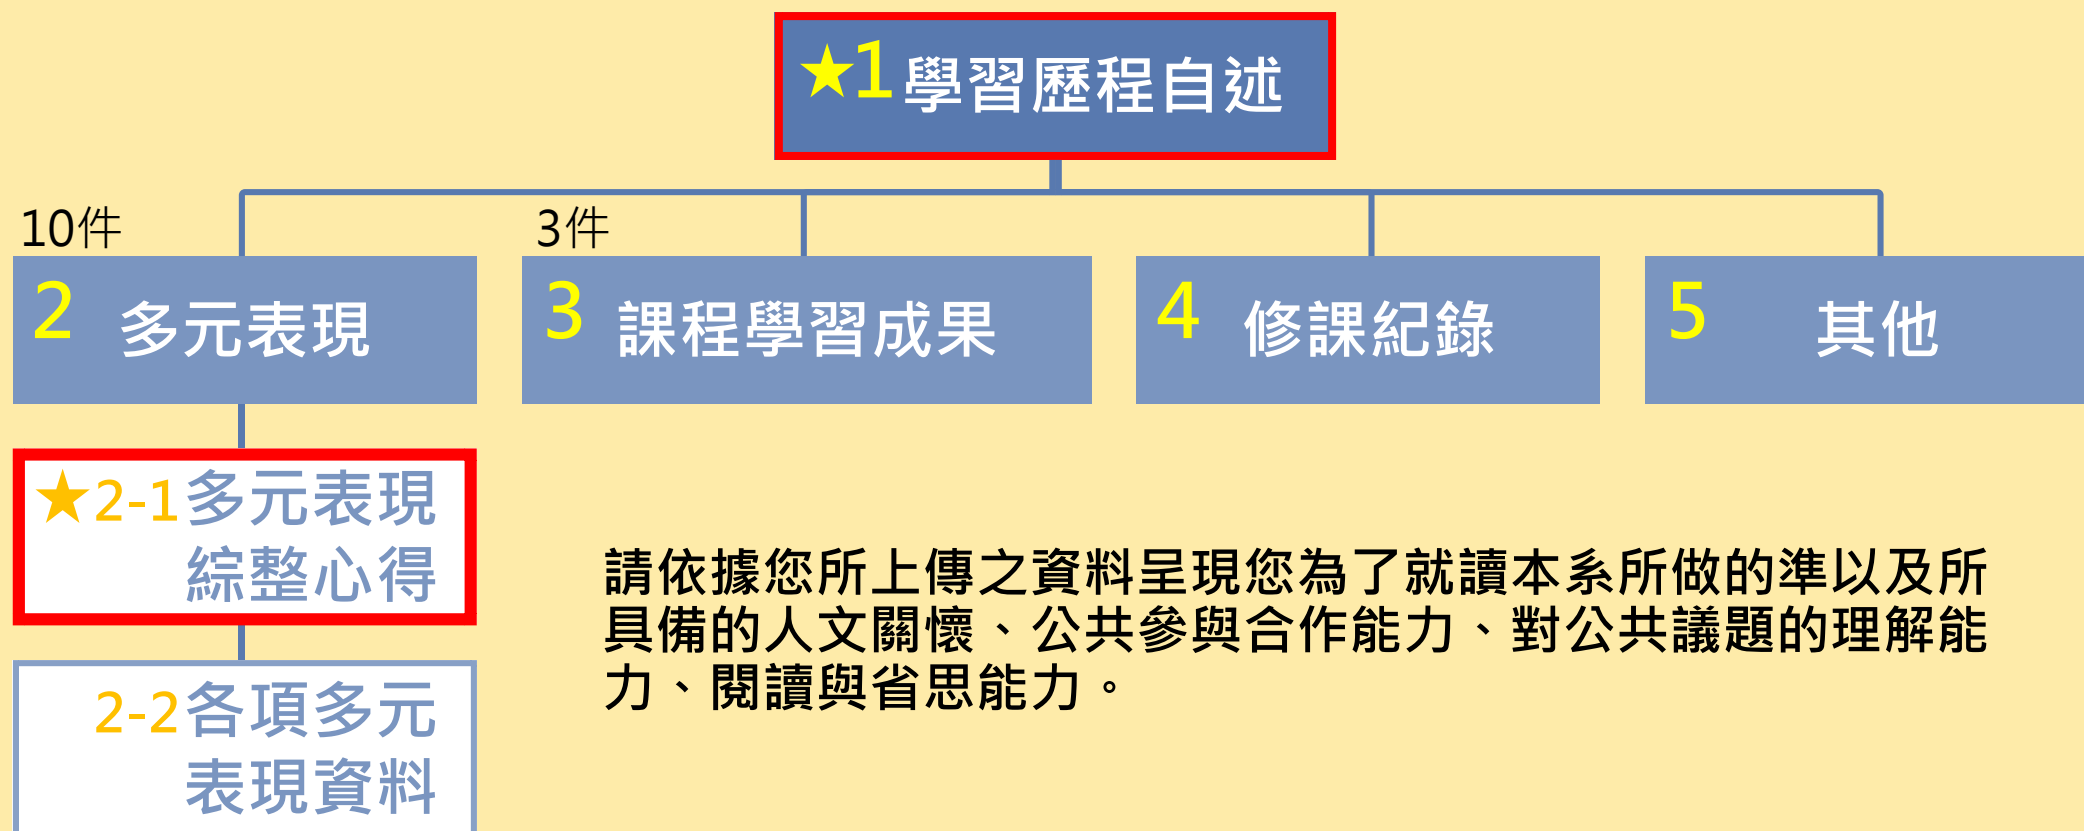 ★1學習歷程自述
10件
3件
2 多元表現
3 課程學習成果
4 修課紀錄
5 其他
★2-1多元表現
綜整心得
請依據您所上傳之資料呈現您為了就讀本系所做的準以及所
具備的人文關懷、公共參與合作能力、對公共議題的理解能
力、閱讀與省思能力。
2-2各項多元
表現資料